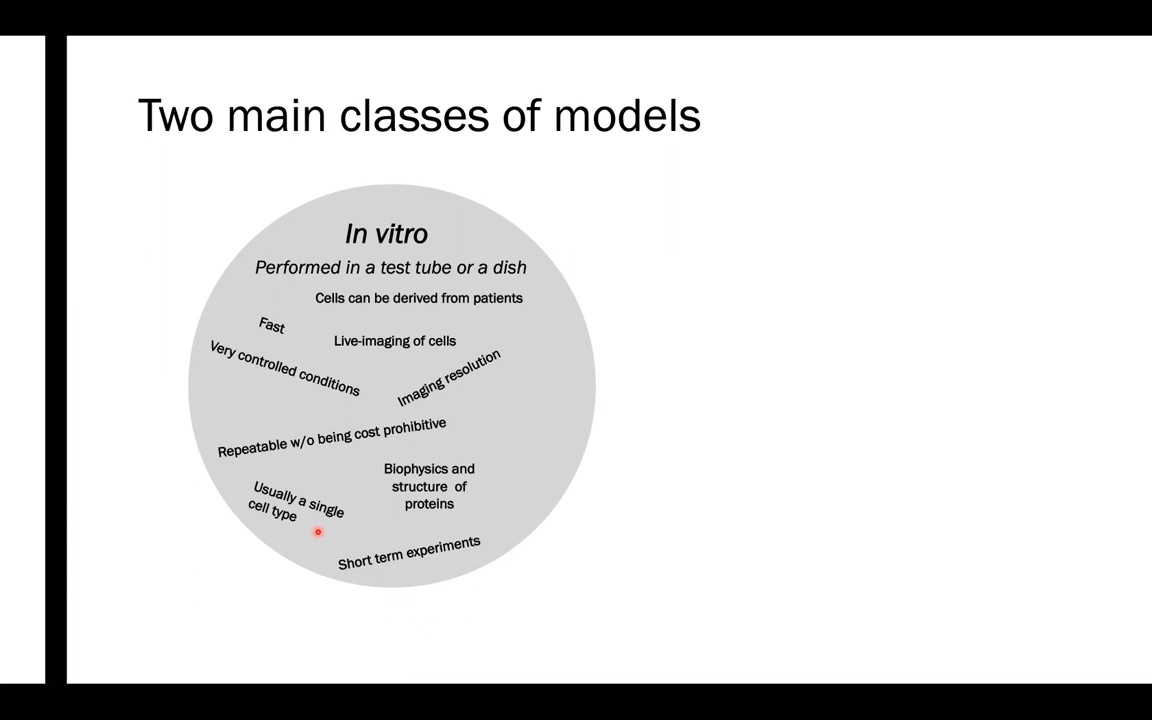 Two main classes of models
In vitro
Performed in a test tube or a dish
Cells can be derived from patients
Fast
Live-imaging of cells
Very controlled conditions
Imaging resolution
Repeatable w/o being cost prohibitive
Biophysics and
structure of
proteins
Usually a single
cell type
Short term experiments